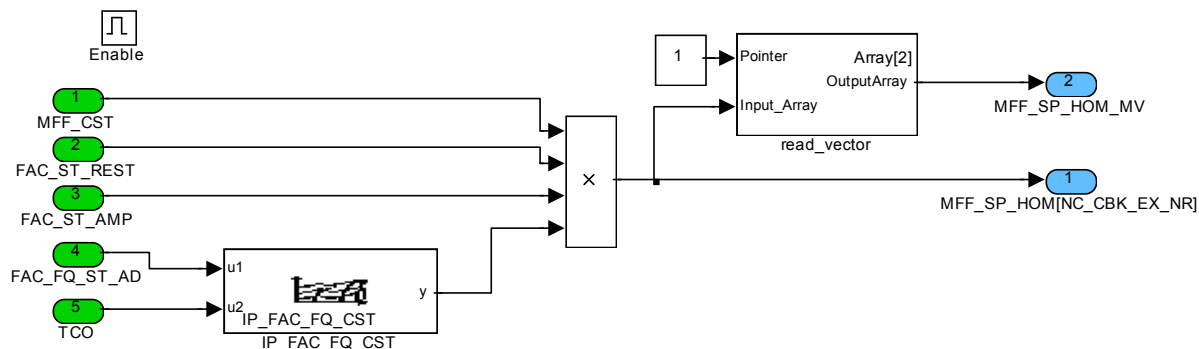 Enable
1
MFF_CST
2
FAC_ST_REST
3
FAC_ST_AMP
4
FAC_FQ_ST_AD
5
TCO
u1
u2
y
IP_FAC_FQ_CST
IP_FAC_FQ_CST
×
1
Pointer
Array[2]
OutputArray
Input_Array
read_vector
2
MFF_SP_HOM_MV
1
MFF_SP_HOM[NC_CBK_EX_NR]